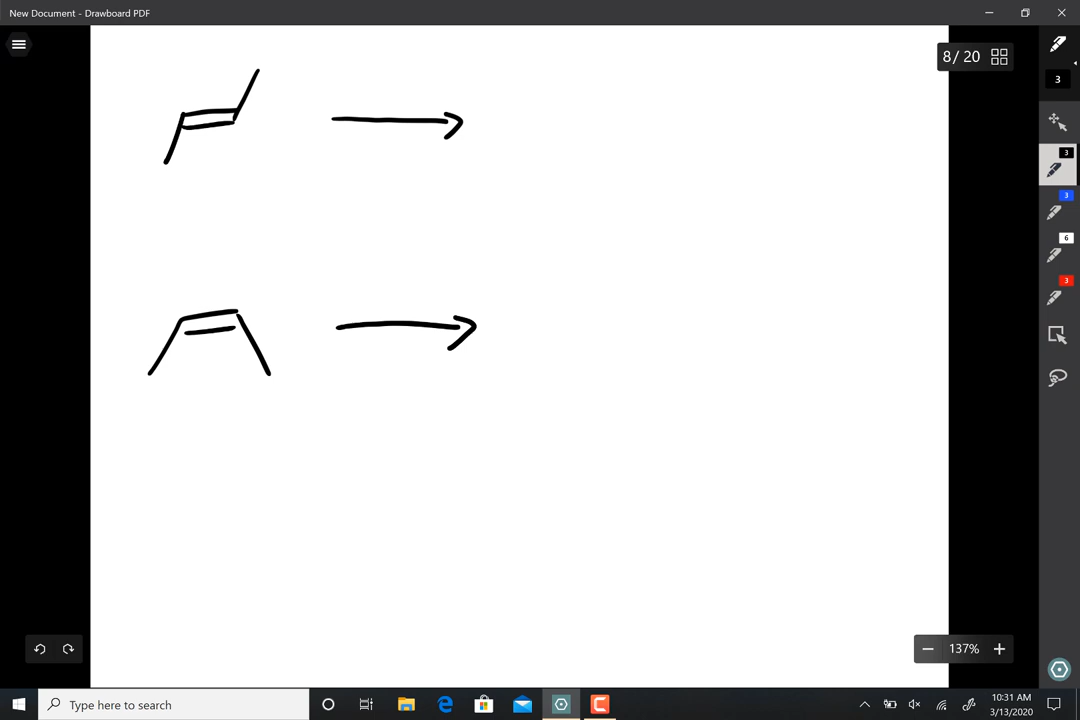 New Document - Drawboard PDF
8 / 20
3
3
3
6
3
137%
Type here to search
10:31 AM
3/13/2020